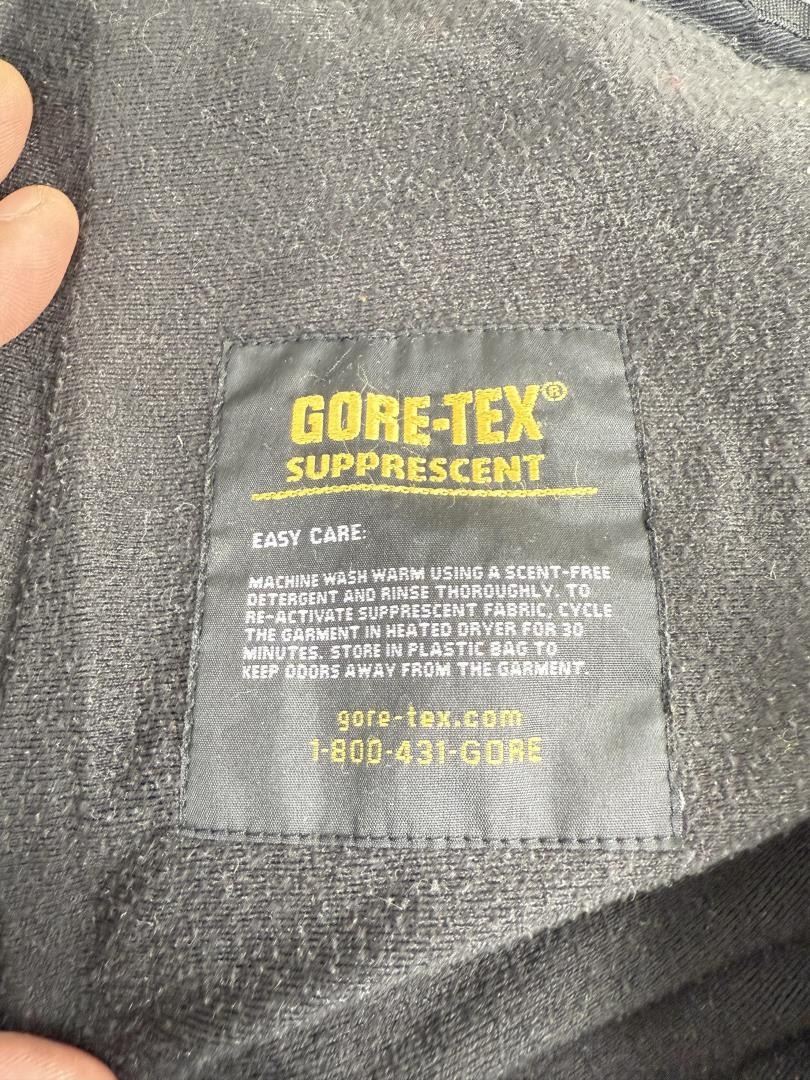 GORE-TEX®
SUPPRESCENT
EASY CARE:
MACHINE WASH WARM USING A SCENT-FREE
DETERGENT AND RINSE THOROUGHLY. TO
RE-ACTIVATE SUPPRESCENT FABRIC, CYCLE
THE GARMENT IN HEATED DRYER FOR 30
MINUTES. STORE IN PLASTIC BAG TO
KEEP ODORS AWAY FROM THE GARMENT.
gore-tex.com
1-800-431-GORE